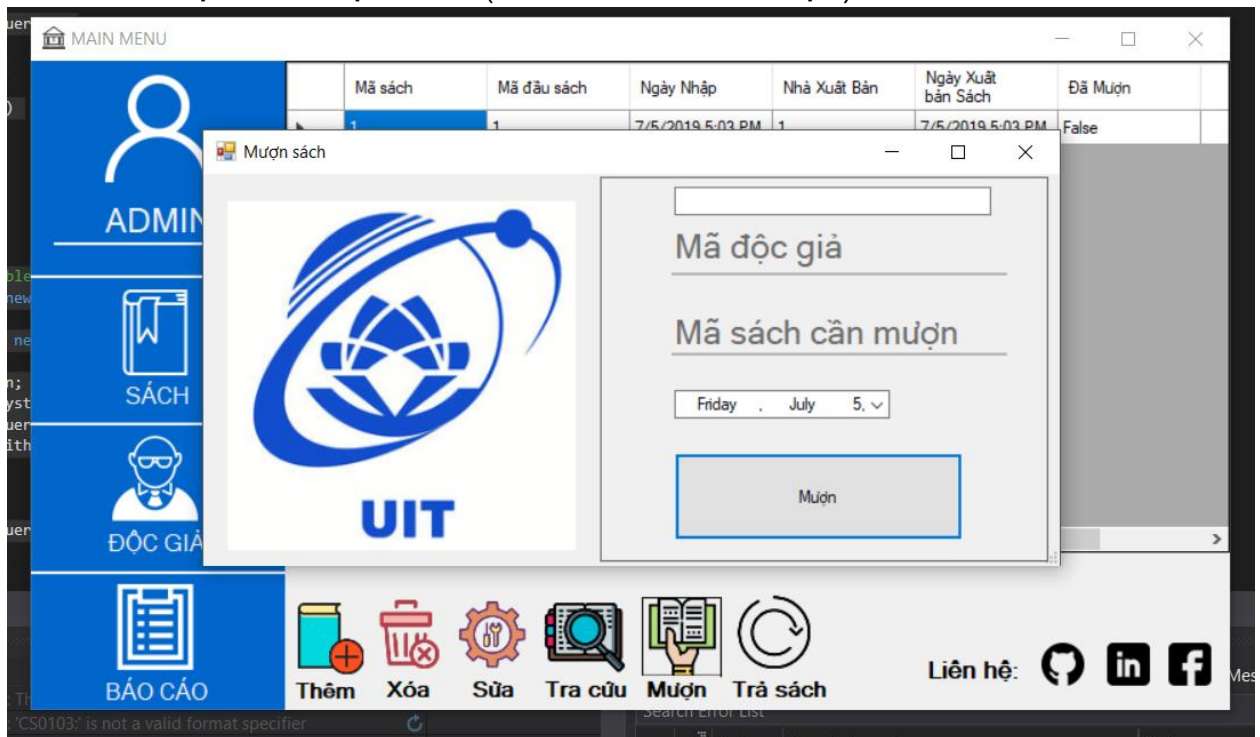 MAIN MENU
Mã sách Mã đầu sách Ngày Nhập Nhà Xuất Bản Ngày Xuất bản Sách Đã Mượn
1 1 7/5/2019 5:03 PM 1 7/5/2019 5:03 PM False
Mượn sách
ADMIN
Mã độc giả
Mã sách cần mượn
Friday , July 5,
Mượn
UIT
SÁCH
ĐỘC GIẢ
BÁO CÁO
Thêm Xóa Sửa Tra cứu Mượn Trả sách
Liên hệ:
'CS0103:' is not a valid format specifier
Search Error List